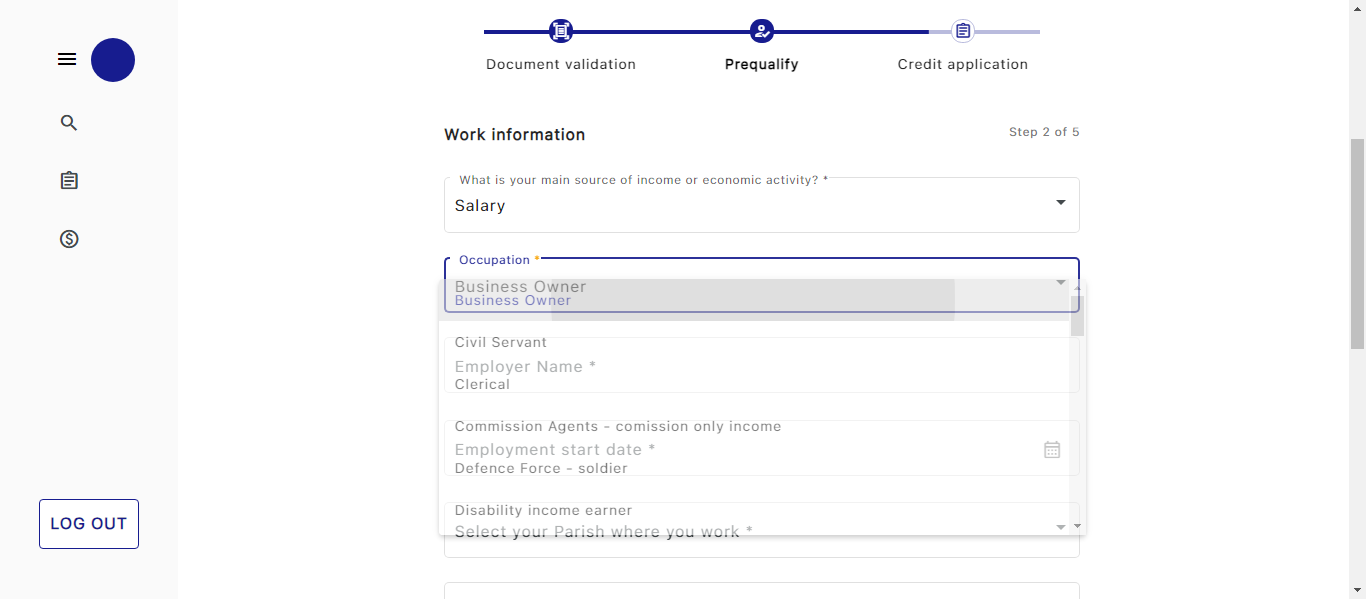 Document validation
Prequalify
Credit application
Work information
Step 2 of 5
What is your main source of income or economic activity? *
Salary
Occupation *
Business Owner
Business Owner
Civil Servant
Employer Name *
Clerical
Commission Agents - comission only income
Employment start date *
Defence Force - soldier
Disability income earner
Select your Parish where you work *
LOG OUT